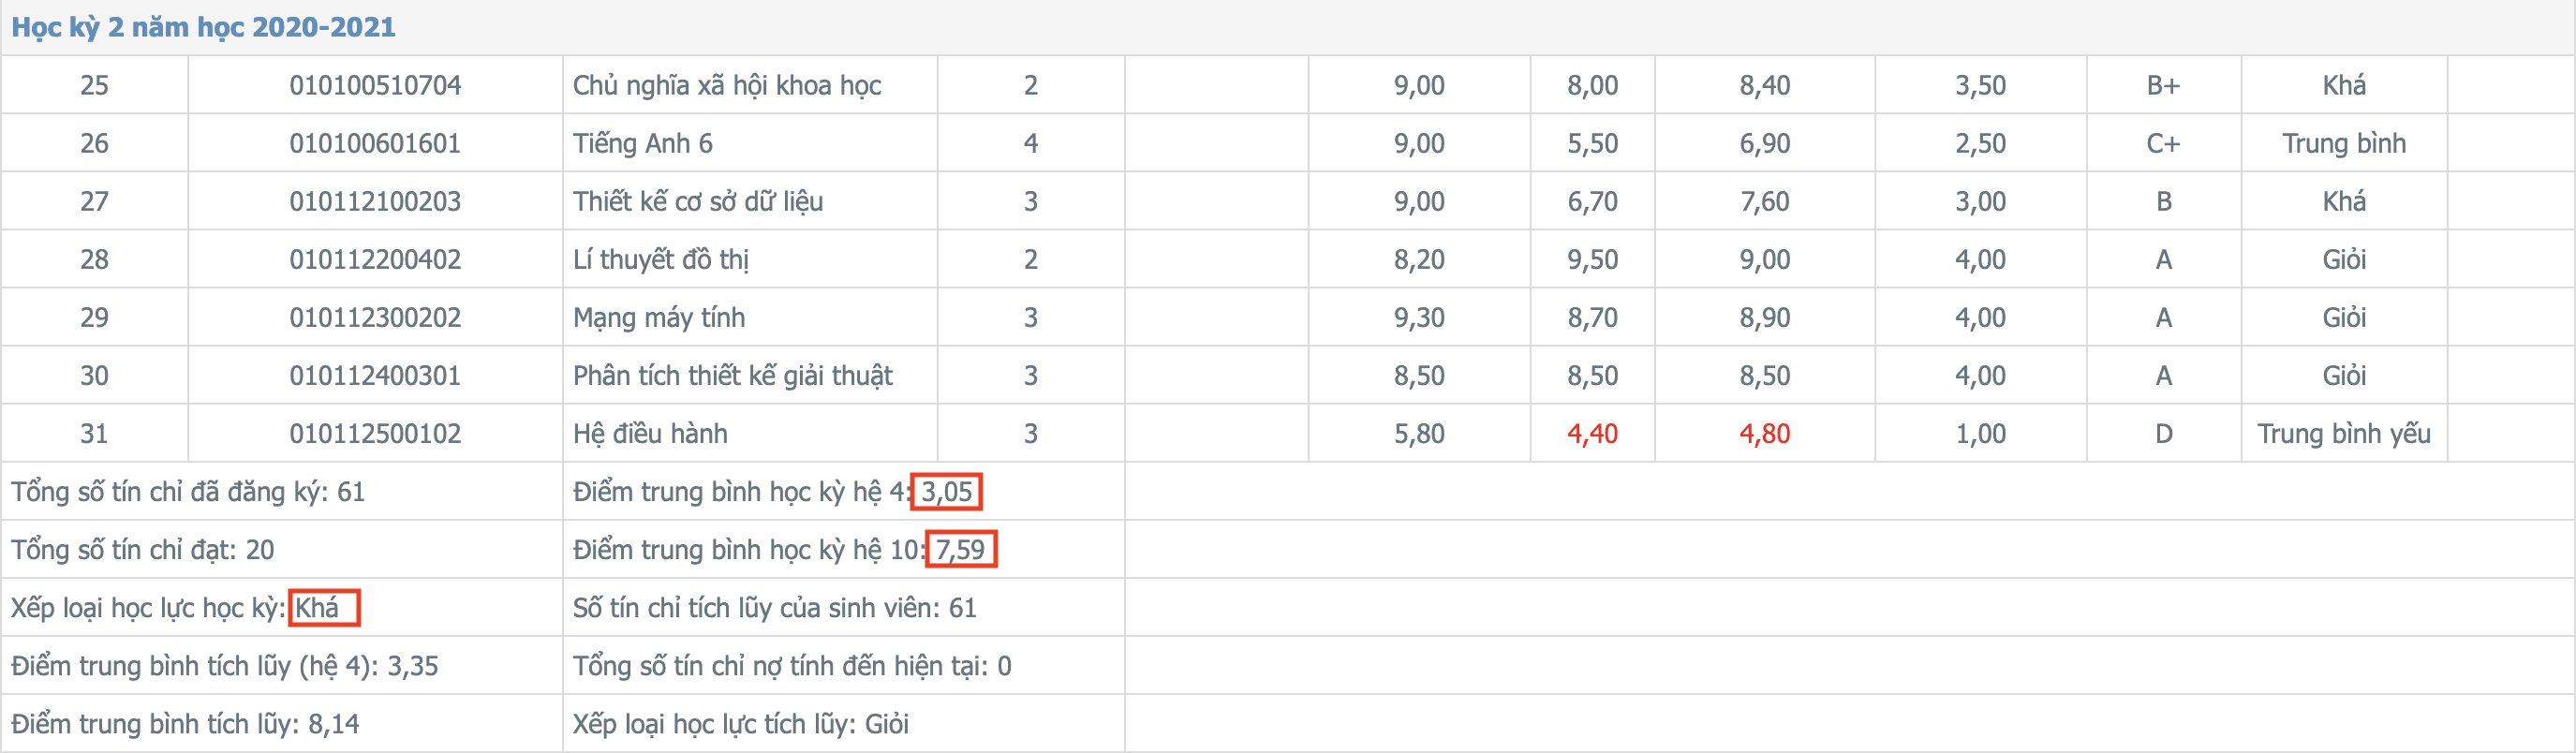 Học kỳ 2 năm học 2020-2021
25 010100510704 Chủ nghĩa xã hội khoa học 2 9,00 8,00 8,40 3,50 B+ Khá
26 010100601601 Tiếng Anh 6 4 9,00 5,50 6,90 2,50 C+ Trung bình
27 010112100203 Thiết kế cơ sở dữ liệu 3 9,00 6,70 7,60 3,00 B Khá
28 010112200402 Lí thuyết đồ thị 2 8,20 9,50 9,00 4,00 A Giỏi
29 010112300202 Mạng máy tính 3 9,30 8,70 8,90 4,00 A Giỏi
30 010112400301 Phân tích thiết kế giải thuật 3 8,50 8,50 8,50 4,00 A Giỏi
31 010112500102 Hệ điều hành 3 5,80 4,40 4,80 1,00 D Trung bình yếu
Tổng số tín chỉ đã đăng ký: 61 Điểm trung bình học kỳ hệ 4: 3,05
Tổng số tín chỉ đạt: 20 Điểm trung bình học kỳ hệ 10: 7,59
Xếp loại học lực học kỳ: Khá Số tín chỉ tích lũy của sinh viên: 61
Điểm trung bình tích lũy (hệ 4): 3,35 Tổng số tín chỉ nợ tính đến hiện tại: 0
Điểm trung bình tích lũy: 8,14 Xếp loại học lực tích lũy: Giỏi